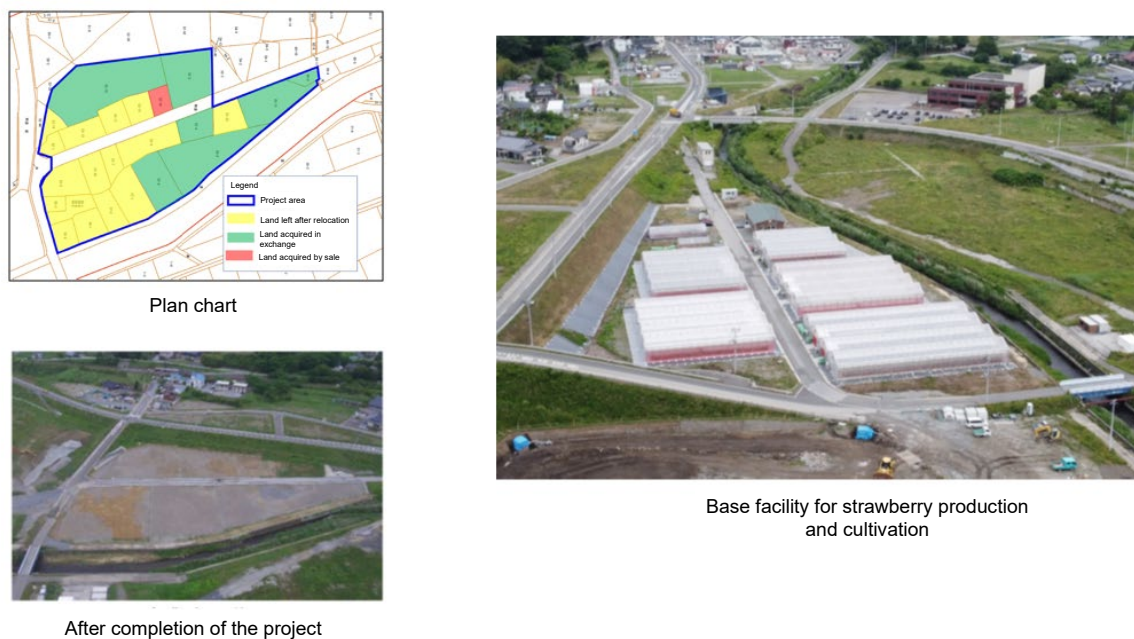 Legend
Project area
Land left after relocation
Land acquired in
exchange
Land acquired by sale
Plan chart
Base facility for strawberry production
and cultivation
After completion of the project